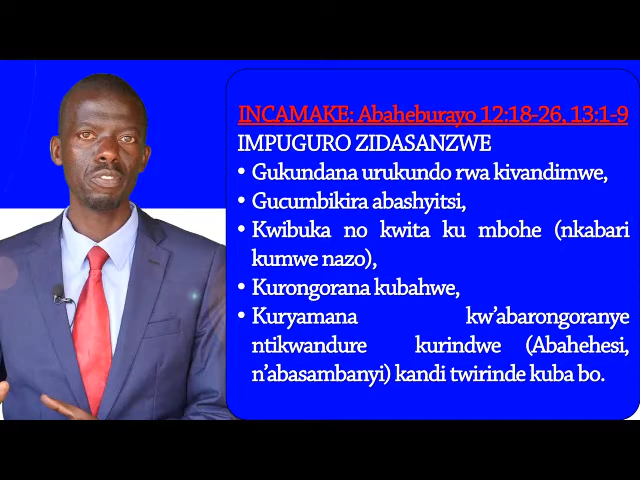 INCAMAKE: Abaheburayo 12:18-26, 13:1-9
IMPUGURO ZIDASANZWE
• Gukundana urukundo rwa kivandimwe,
• Gucumbikira abashyitsi,
• Kwibuka no kwita ku mbohe (nkabari
kumwe nazo),
• Kurongorana kubahwe,
• Kuryamana kw'abarongoranye
ntikwandure kurindwe (Abahehesi,
n'abasambanyi) kandi twirinde kuba bo.